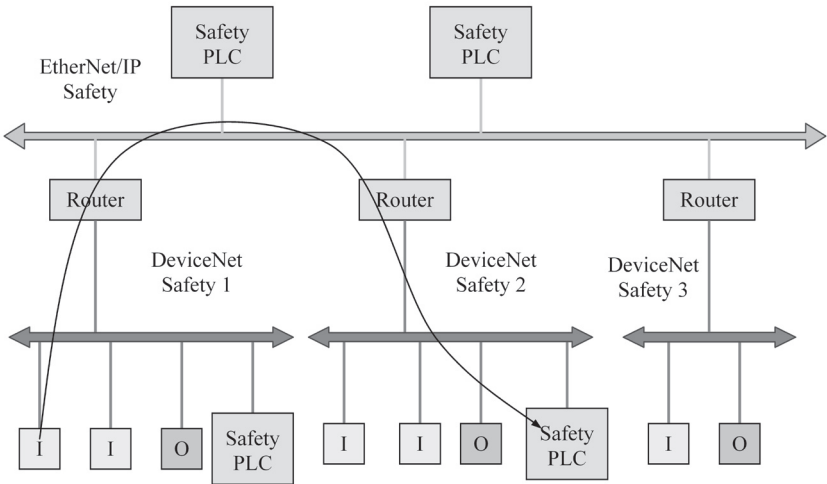 Safety
PLC
Safety
PLC
EtherNet/IP
Safety
Router
Router
Router
DeviceNet
Safety 1
DeviceNet
Safety 2
DeviceNet
Safety 3
I
I
O
Safety
PLC
I
I
O
Safety
PLC
I
O